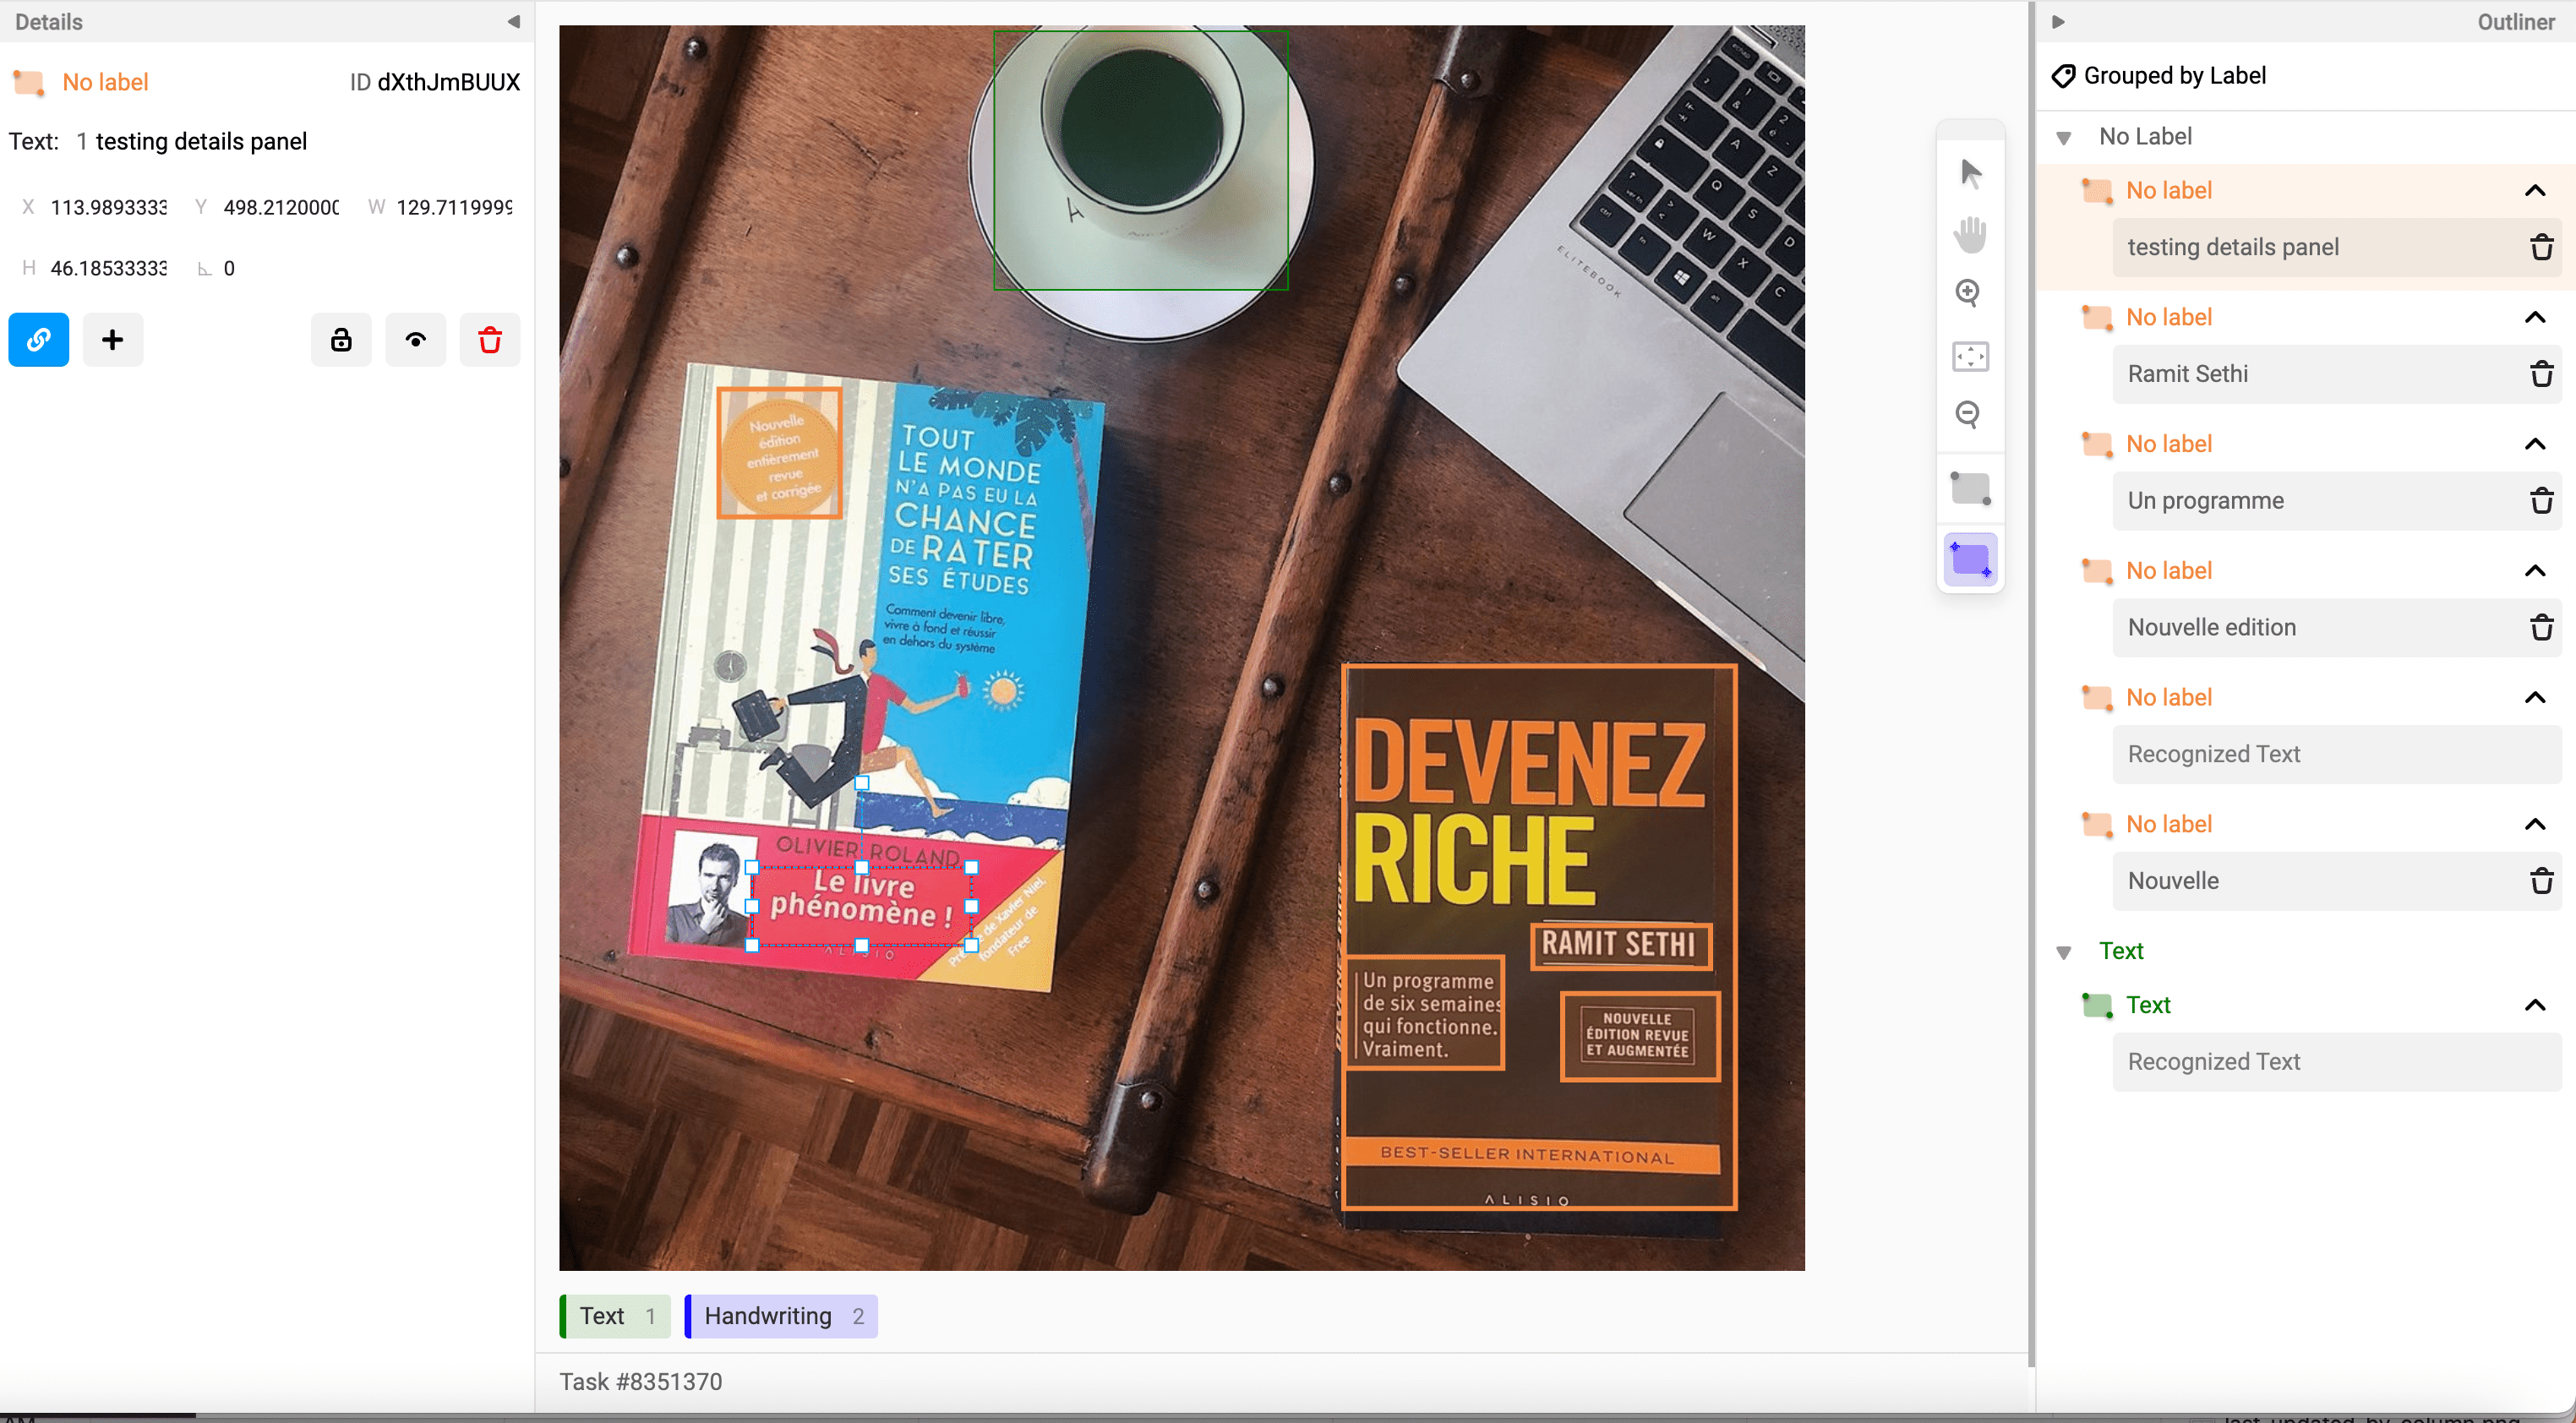 Details
Outliner
No label
ID dXthJmBUUX
Text: 1 testing details panel
X 113.9893333
Y 498.2120000
W 129.7119999
H 46.18533333
0
Grouped by Label
No Label
No label
testing details panel
No label
Ramit Sethi
No label
Un programme
No label
Nouvelle edition
No label
Recognized Text
No label
Nouvelle
Text
Text
Recognized Text
ELITEBOOK
Nouvelle
édition
entièrement
revue
et corrigée
TOUT
LE MONDE
N'A PAS EU LA
CHANCE
DE RATER
SES ÉTUDES
Comment devenir libre,
vivre à fond et réussir
en dehors du système
OLIVIER ROLAND
Le livre
phénomène !
de Xavier Niel,
fondateur de
Free
ALISIO
DEVENEZ
RICHE
RAMIT SETHI
Un programme
de six semaines
qui fonctionne.
Vraiment.
NOUVELLE
ÉDITION REVUE
ET AUGMENTÉE
BEST-SELLER INTERNATIONAL
ALISIO
Text 1
Handwriting 2
Task #8351370